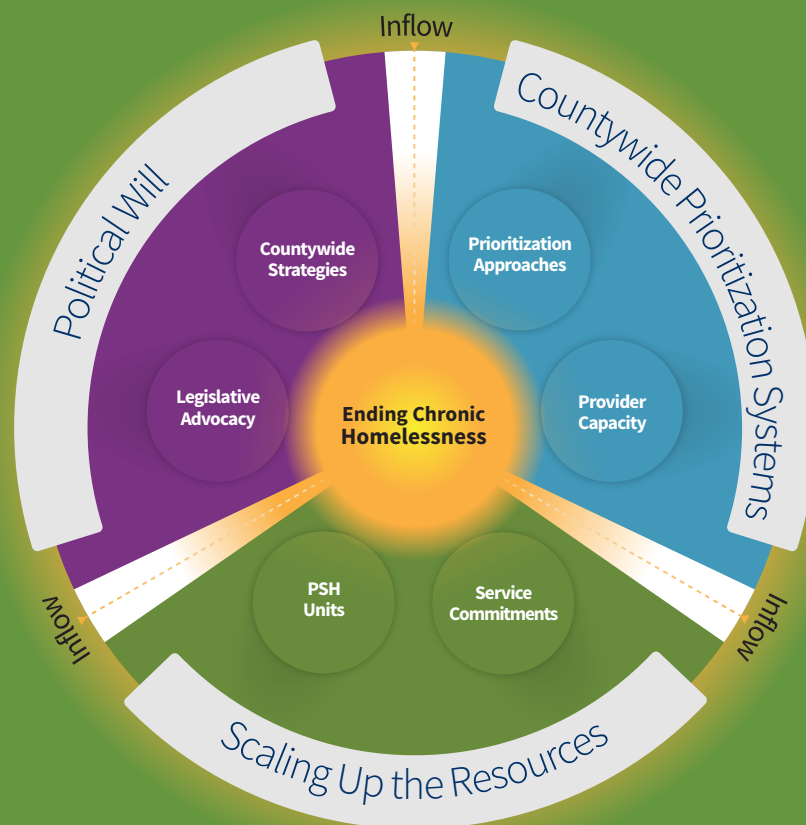 Inflow
Political Will
Countywide Prioritization Systems
Countywide
Strategies
Prioritization
Approaches
Legislative
Advocacy
Ending Chronic
Homelessness
Provider
Capacity
PSH
Units
Service
Commitments
Inflow
Inflow
Scaling Up the Resources